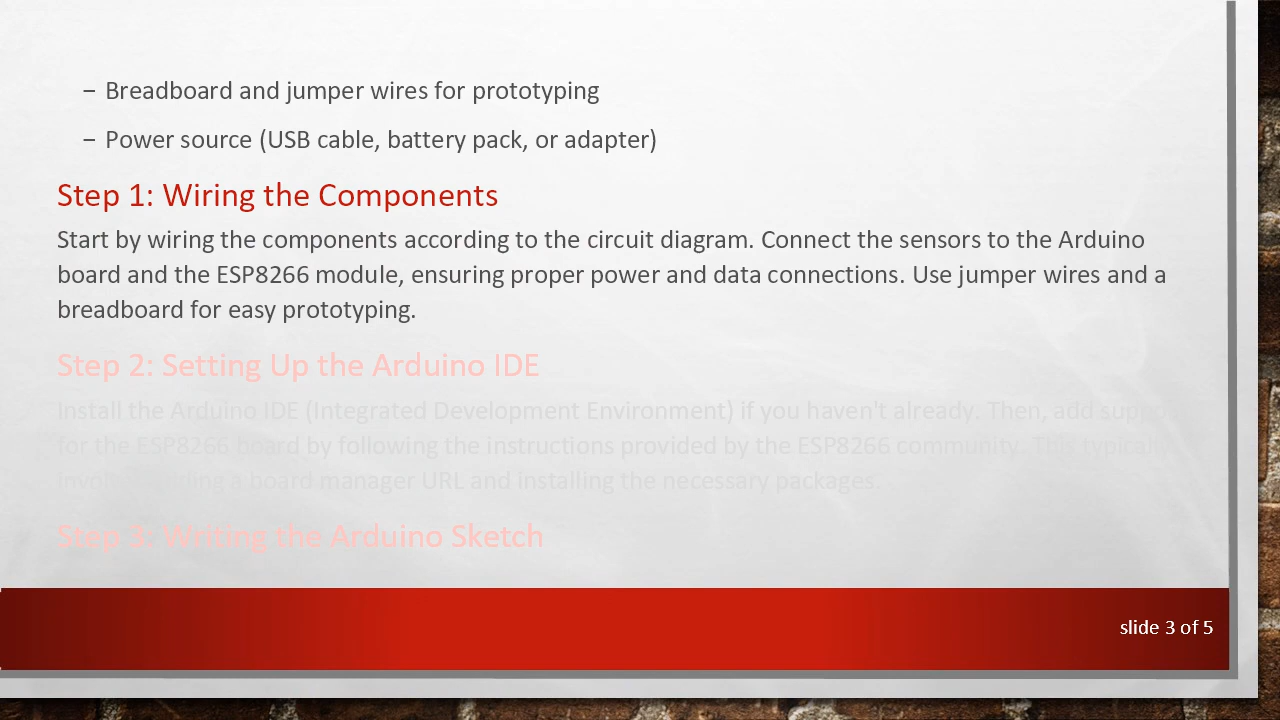 – Breadboard and jumper wires for prototyping
– Power source (USB cable, battery pack, or adapter)
Step 1: Wiring the Components
Start by wiring the components according to the circuit diagram. Connect the sensors to the Arduino
board and the ESP8266 module, ensuring proper power and data connections. Use jumper wires and a
breadboard for easy prototyping.
Step 2: Setting Up the Arduino IDE
Install the Arduino IDE (Integrated Development Environment) if you haven't already. Then, add support
for the ESP8266 board by following the instructions provided by the ESP8266 community. This typically
involves adding a board manager URL and installing the necessary packages.
Step 3: Writing the Arduino Sketch
slide 3 of 5